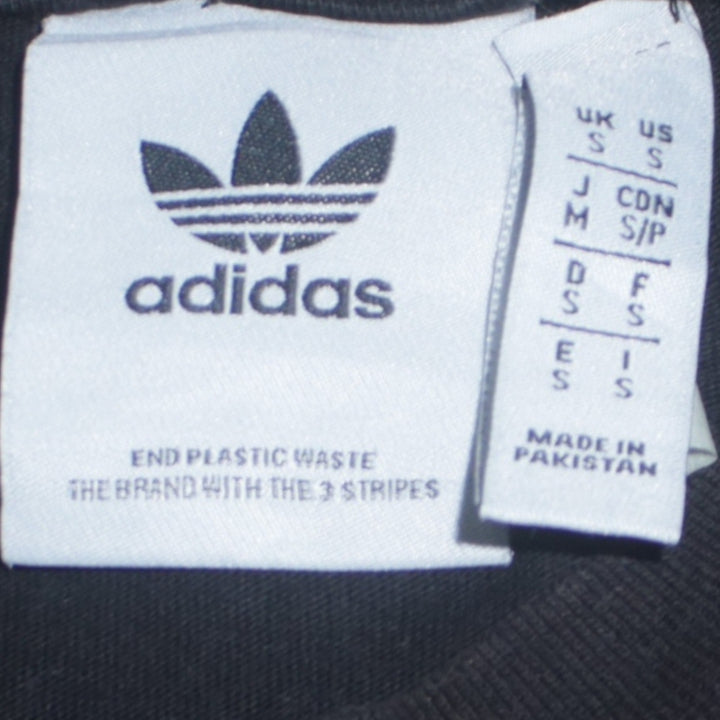 adidas
END PLASTIC WASTE
THE BRAND WITH THE 3 STRIPES
UK US
S S
J CDN
M S/P
D F
S S
E I
S S
MADE IN
PAKISTAN